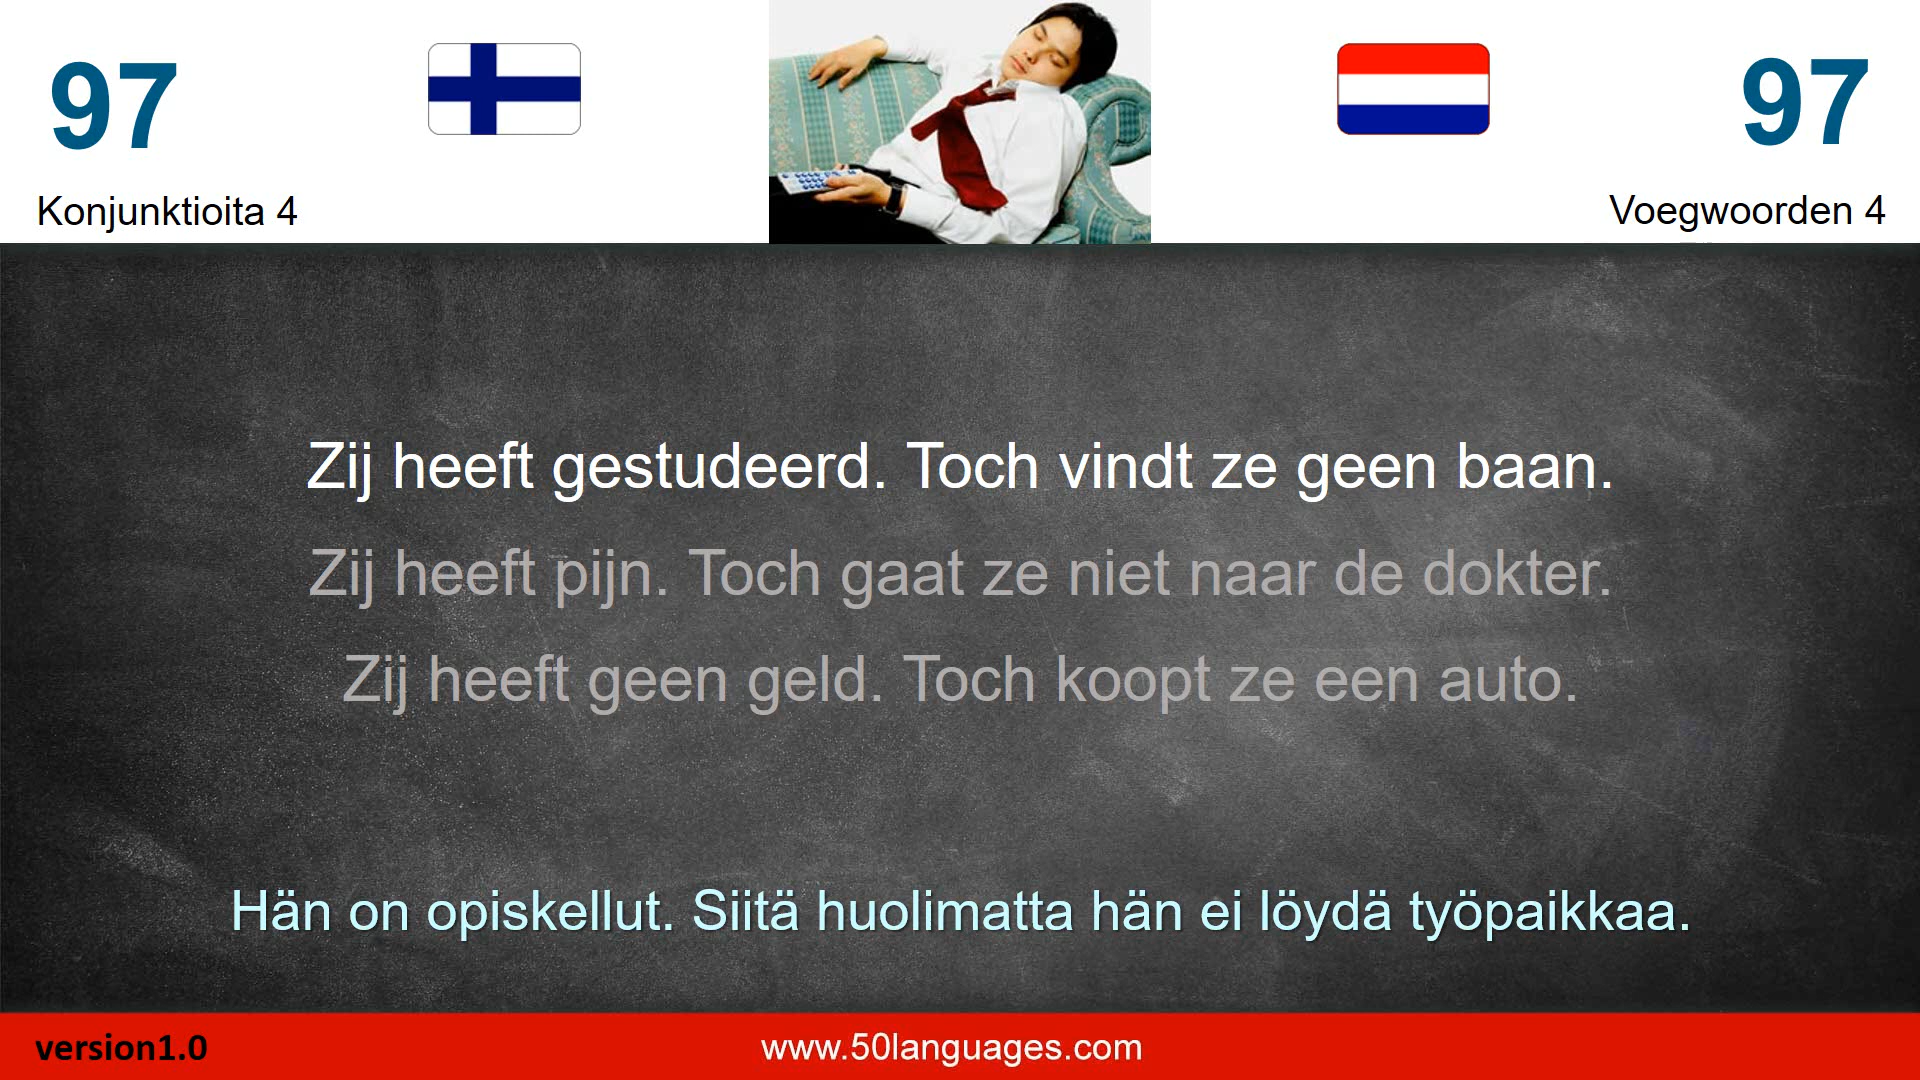 97
97
Konjunktioita 4
Voegwoorden 4
Zij heeft gestudeerd. Toch vindt ze geen baan.
Zij heeft pijn. Toch gaat ze niet naar de dokter.
Zij heeft geen geld. Toch koopt ze een auto.
Hän on opiskellut. Siitä huolimatta hän ei löydä työpaikkaa.
version1.0
www.50languages.com